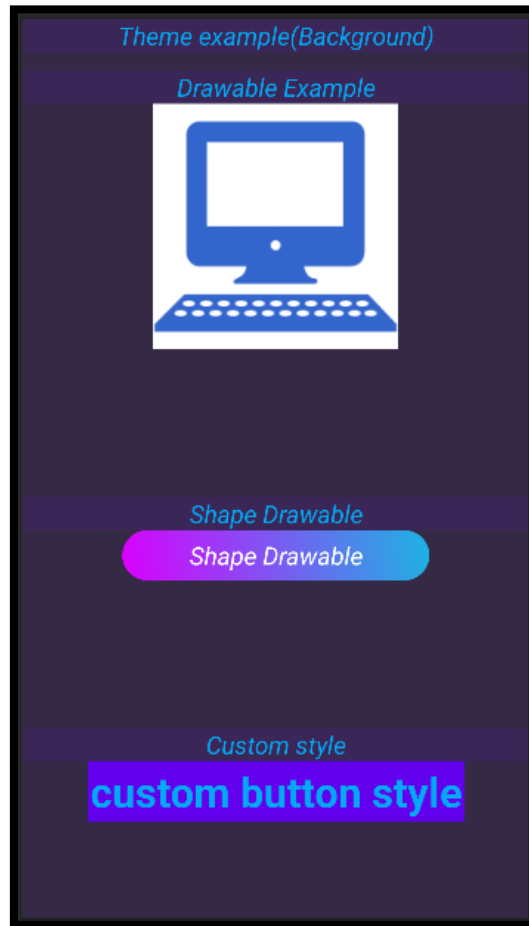 Theme example(Background)
Drawable Example
Shape Drawable
Shape Drawable
Custom style
custom button style